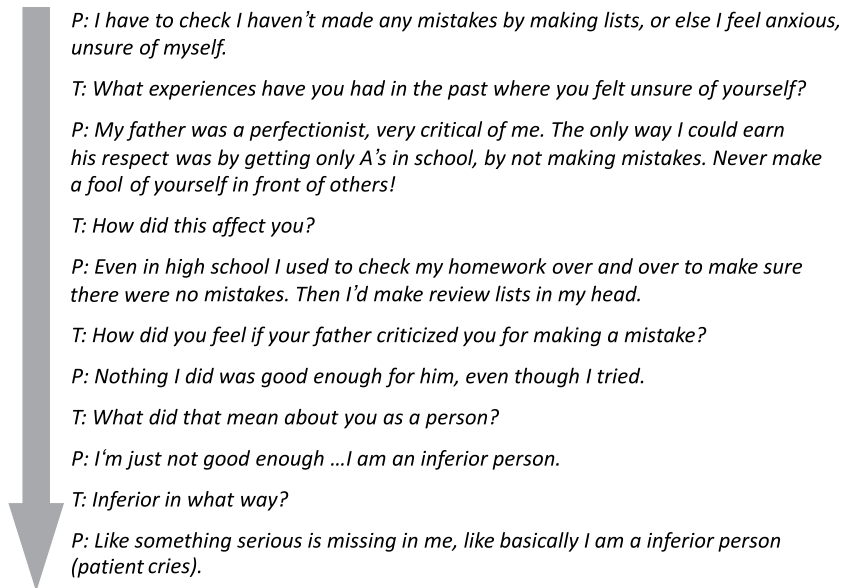 P: I have to check I haven’t made any mistakes by making lists, or else I feel anxious,
unsure of myself.
T: What experiences have you had in the past where you felt unsure of yourself?
P: My father was a perfectionist, very critical of me. The only way I could earn
his respect was by getting only A’s in school, by not making mistakes. Never make
a fool of yourself in front of others!
T: How did this affect you?
P: Even in high school I used to check my homework over and over to make sure
there were no mistakes. Then I’d make review lists in my head.
T: How did you feel if your father criticized you for making a mistake?
P: Nothing I did was good enough for him, even though I tried.
T: What did that mean about you as a person?
P: I‘m just not good enough ...I am an inferior person.
T: Inferior in what way?
P: Like something serious is missing in me, like basically I am a inferior person
(patient cries).